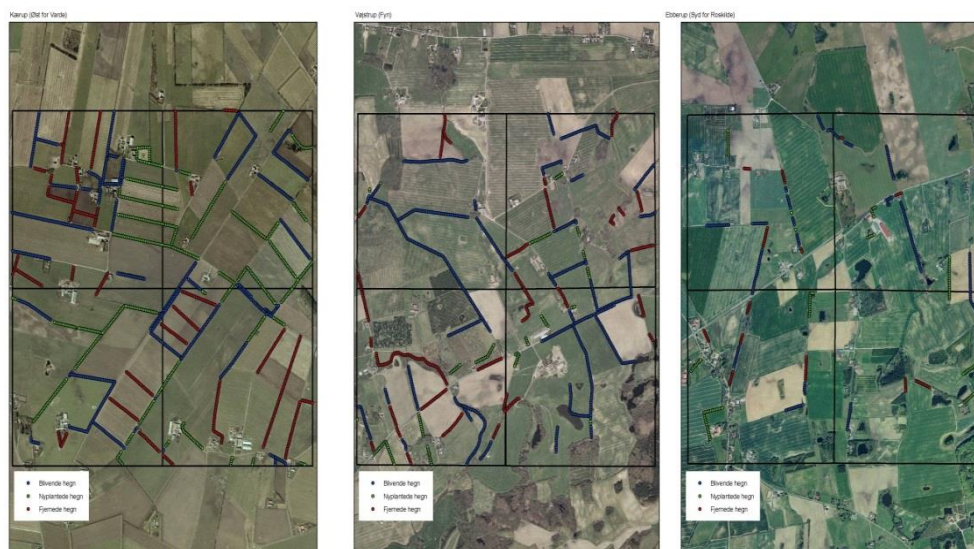 Kærup (Øst for Varde)
Vejstrup (Fyn)
Ebberup (Syd for Roskilde)
Blivende hegn
Nyplantede hegn
Fjernede hegn
Blivende hegn
Nyplantede hegn
Fjernede hegn
Blivende hegn
Nyplantede hegn
Fjernede hegn